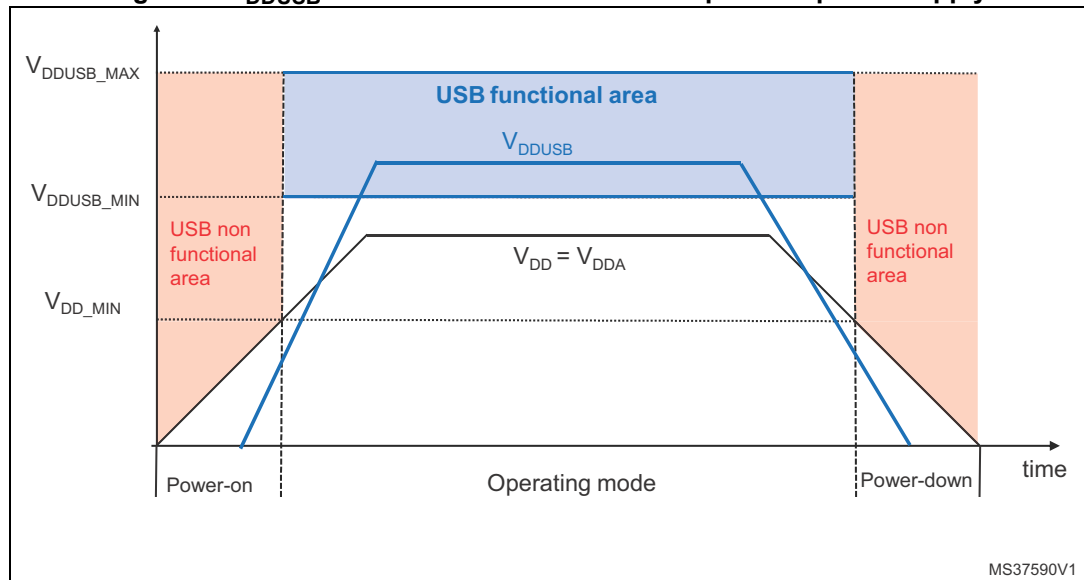 VDDUSB
VDDUSB_MAX
USB functional area
VDDUSB
VDDUSB_MIN
USB non
functional
area
USB non
functional
area
VDD = VDDA
VDD_MIN
time
Power-on
Operating mode
Power-down
MS37590V1